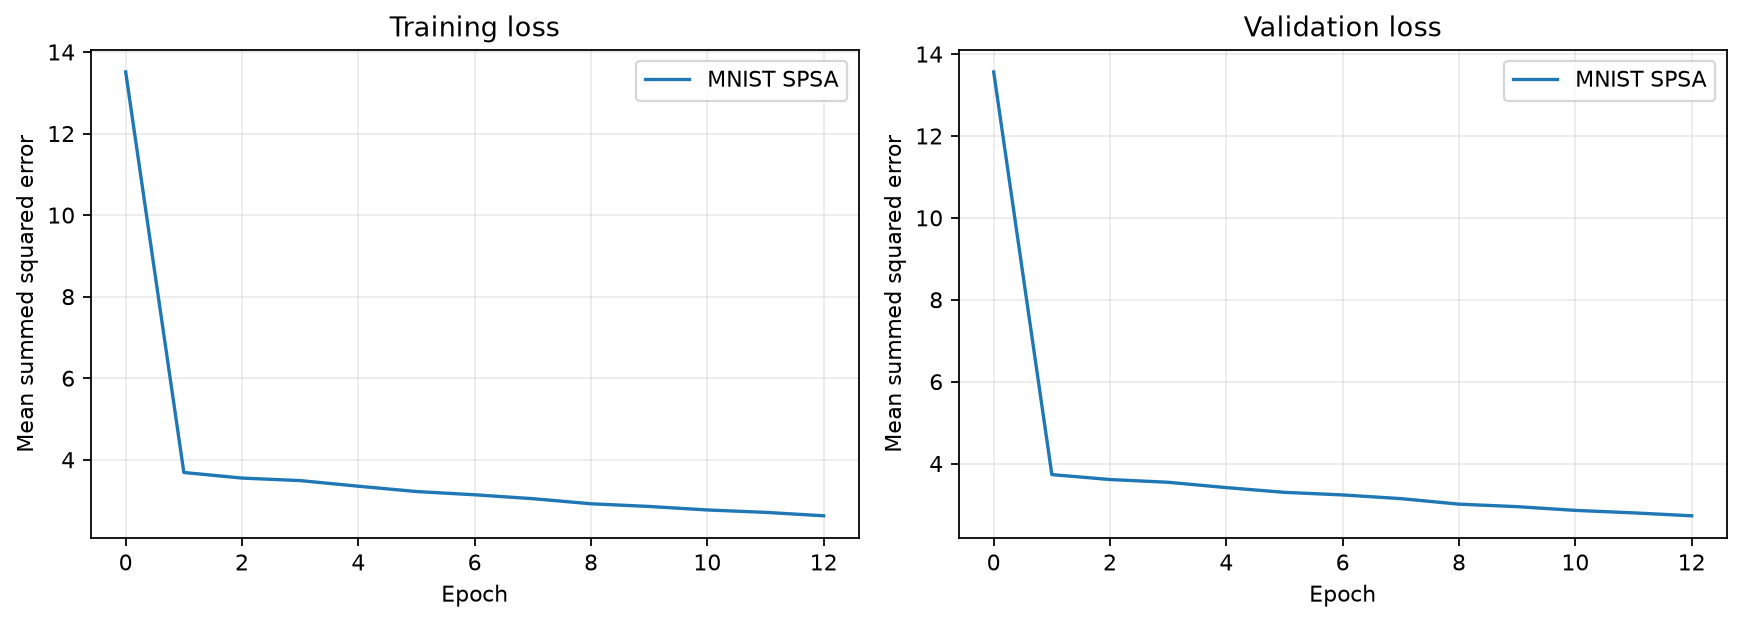 Training loss
14
12
10
8
6
4
Mean summed squared error
MNIST SPSA
0 2 4 6 8 10 12
Epoch
Validation loss
14
12
10
8
6
4
Mean summed squared error
MNIST SPSA
0 2 4 6 8 10 12
Epoch